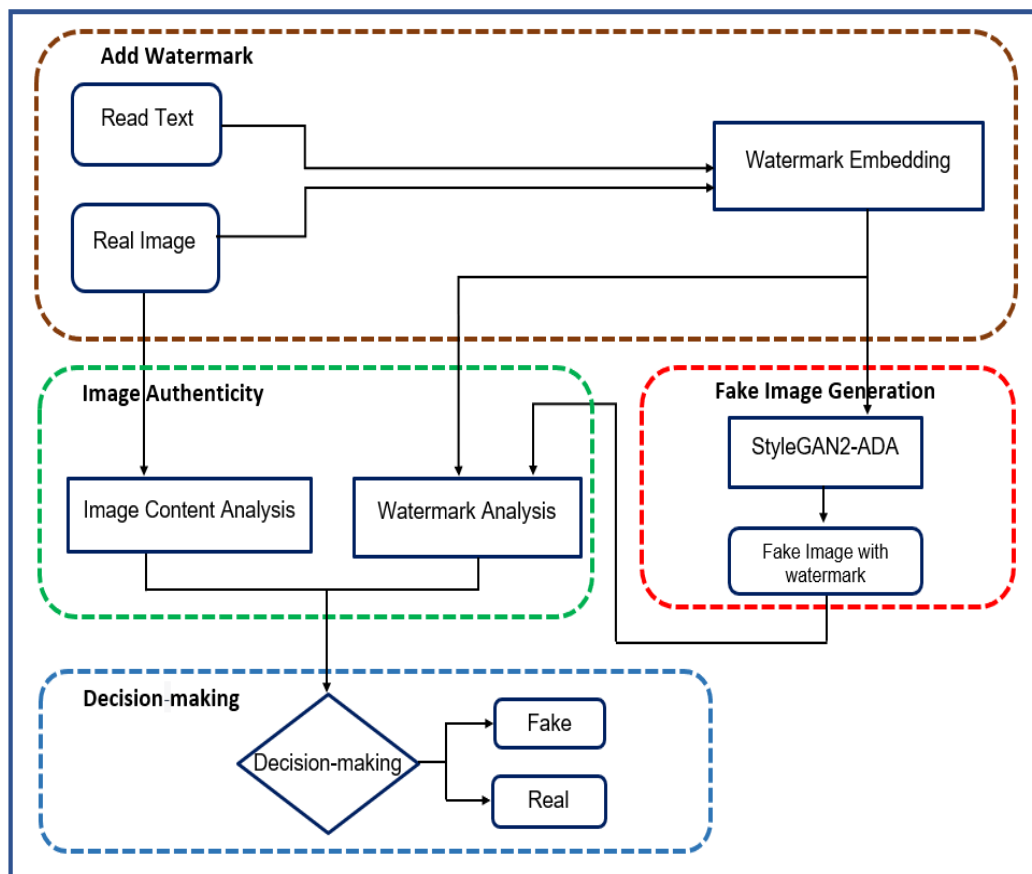 Add Watermark
Read Text
Watermark Embedding
Real Image
Image Authenticity
Fake Image Generation
StyleGAN2-ADA
Image Content Analysis
Watermark Analysis
Fake Image with
watermark
Decision-making
Fake
Decision-making
Real